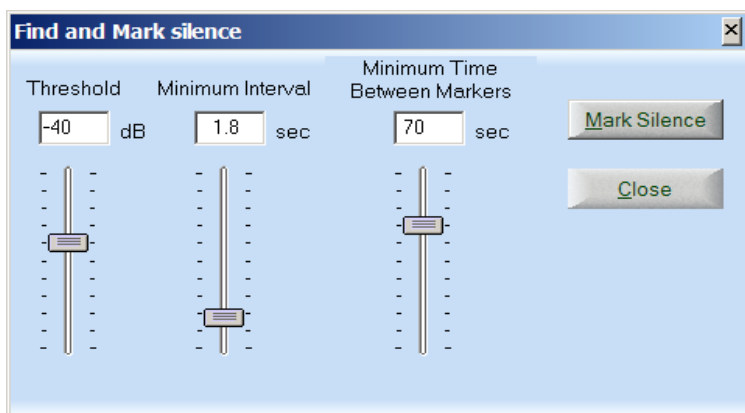 Find and Mark silence
Threshold
Minimum Interval
Minimum Time
Between Markers
-40 dB
1.8 sec
70 sec
Mark Silence
Close